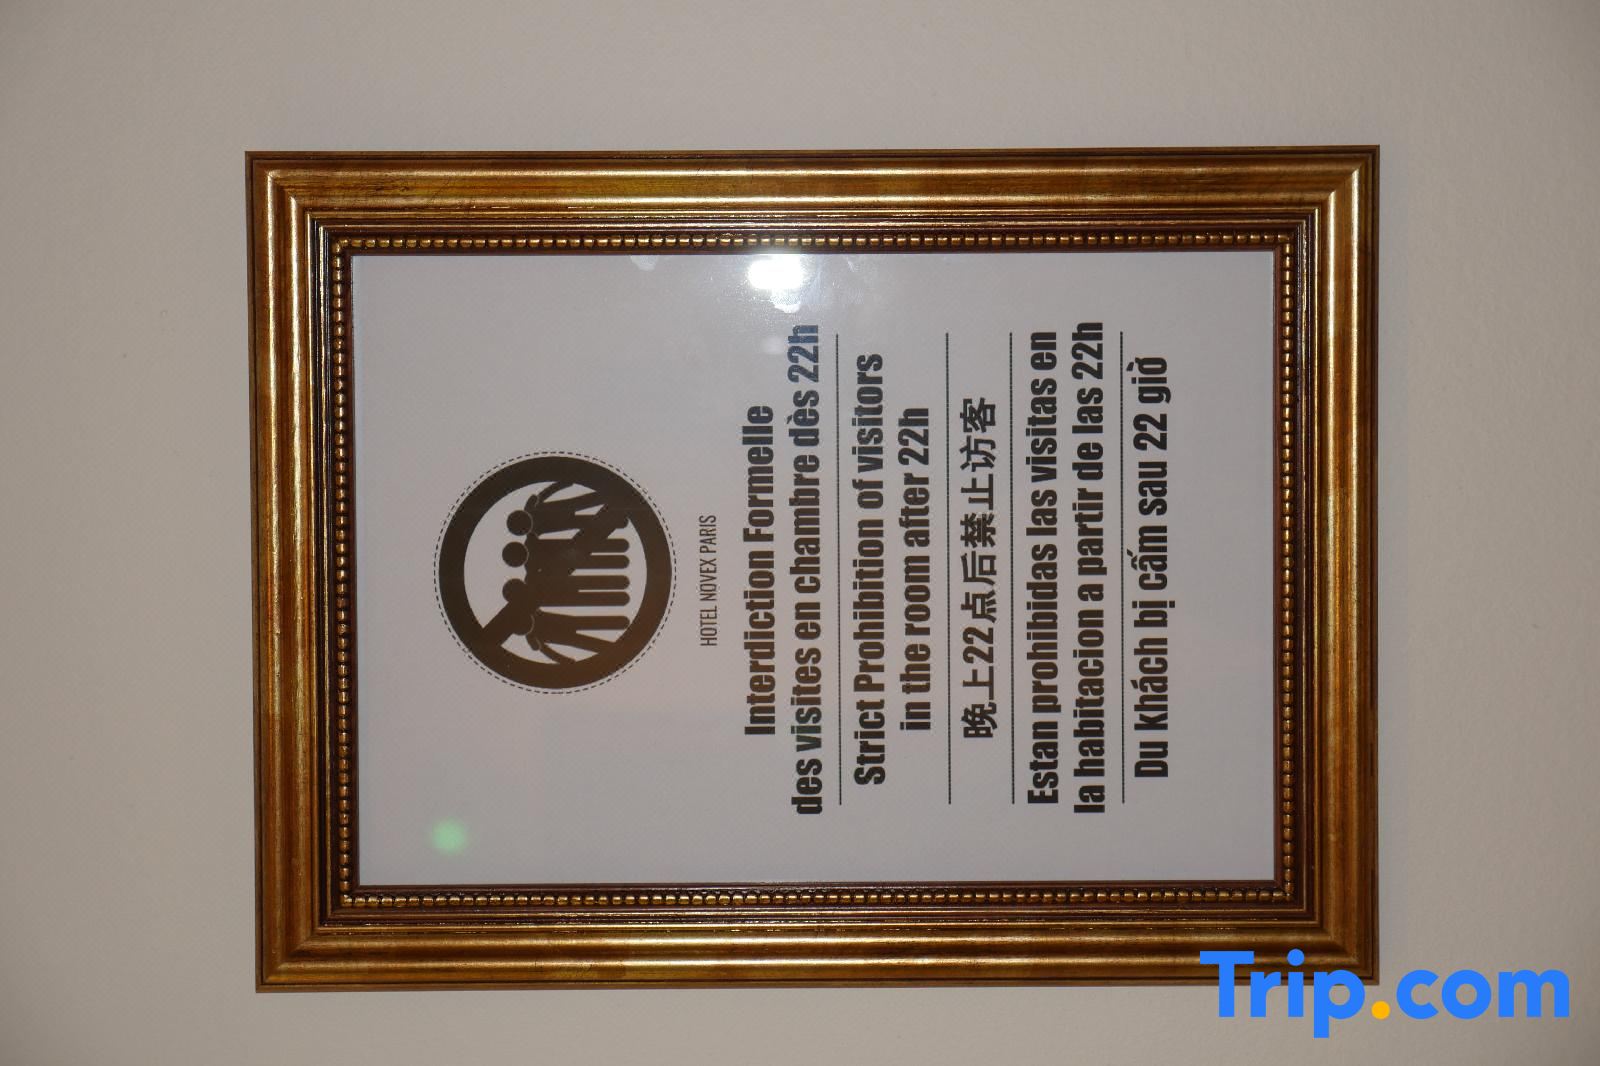 HOTEL NOVEX PARIS
Interdiction Formelle
des visites en chambre dès 22h
Strict Prohibition of visitors
in the room after 22h
晚上22点后禁止访客
Estan prohibidas las visitas en
la habitacion a partir de las 22h
Du Khách bị cấm sau 22 giờ
Trip.com